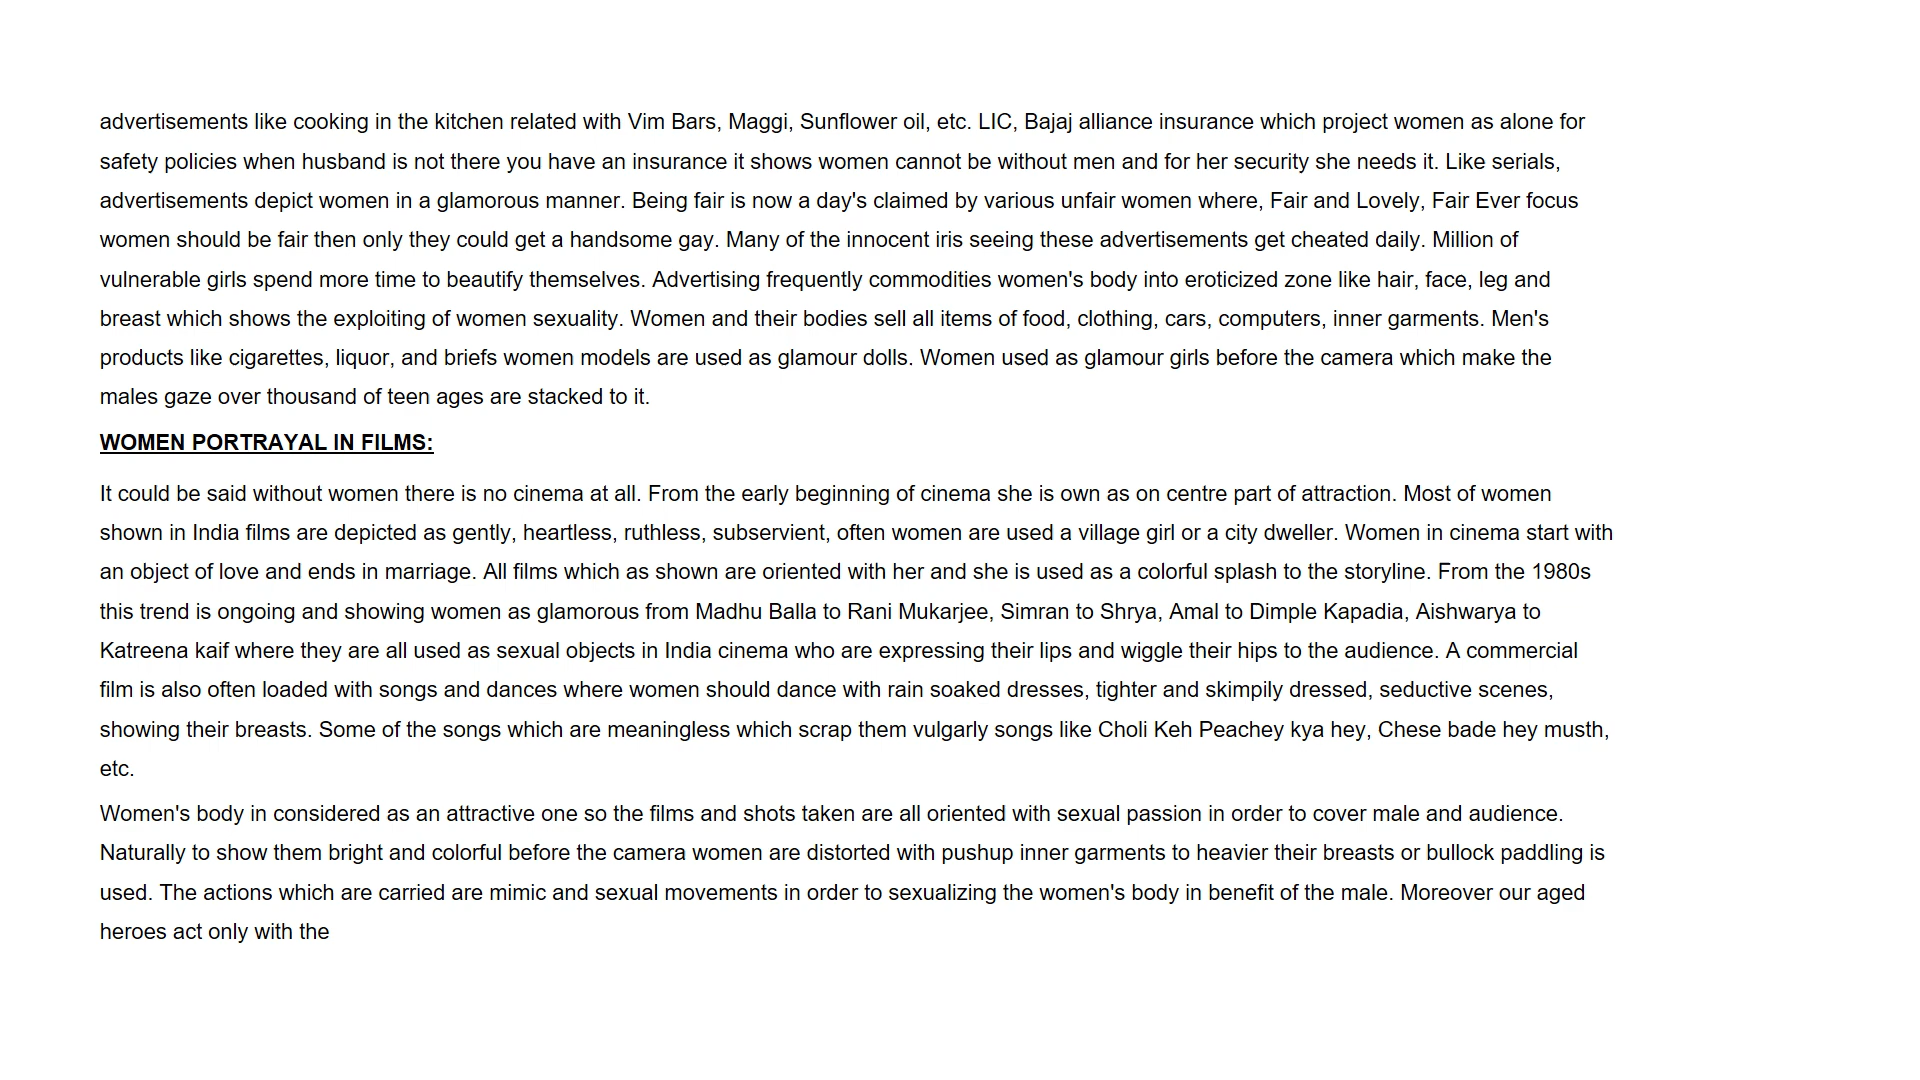 advertisements like cooking in the kitchen related with Vim Bars, Maggi, Sunflower oil, etc. LIC, Bajaj alliance insurance which project women as alone for
safety policies when husband is not there you have an insurance it shows women cannot be without men and for her security she needs it. Like serials,
advertisements depict women in a glamorous manner. Being fair is now a day's claimed by various unfair women where, Fair and Lovely, Fair Ever focus
women should be fair then only they could get a handsome gay. Many of the innocent iris seeing these advertisements get cheated daily. Million of
vulnerable girls spend more time to beautify themselves. Advertising frequently commodities women's body into eroticized zone like hair, face, leg and
breast which shows the exploiting of women sexuality. Women and their bodies sell all items of food, clothing, cars, computers, inner garments. Men's
products like cigarettes, liquor, and briefs women models are used as glamour dolls. Women used as glamour girls before the camera which make the
males gaze over thousand of teen ages are stacked to it.
WOMEN PORTRAYAL IN FILMS:
It could be said without women there is no cinema at all. From the early beginning of cinema she is own as on centre part of attraction. Most of women
shown in India films are depicted as gently, heartless, ruthless, subservient, often women are used a village girl or a city dweller. Women in cinema start with
an object of love and ends in marriage. All films which as shown are oriented with her and she is used as a colorful splash to the storyline. From the 1980s
this trend is ongoing and showing women as glamorous from Madhu Balla to Rani Mukarjee, Simran to Shrya, Amal to Dimple Kapadia, Aishwarya to
Katreena kaif where they are all used as sexual objects in India cinema who are expressing their lips and wiggle their hips to the audience. A commercial
film is also often loaded with songs and dances where women should dance with rain soaked dresses, tighter and skimpily dressed, seductive scenes,
showing their breasts. Some of the songs which are meaningless which scrap them vulgarly songs like Choli Keh Peachey kya hey, Chese bade hey musth,
etc.
Women's body in considered as an attractive one so the films and shots taken are all oriented with sexual passion in order to cover male and audience.
Naturally to show them bright and colorful before the camera women are distorted with pushup inner garments to heavier their breasts or bullock paddling is
used. The actions which are carried are mimic and sexual movements in order to sexualizing the women's body in benefit of the male. Moreover our aged
heroes act only with the